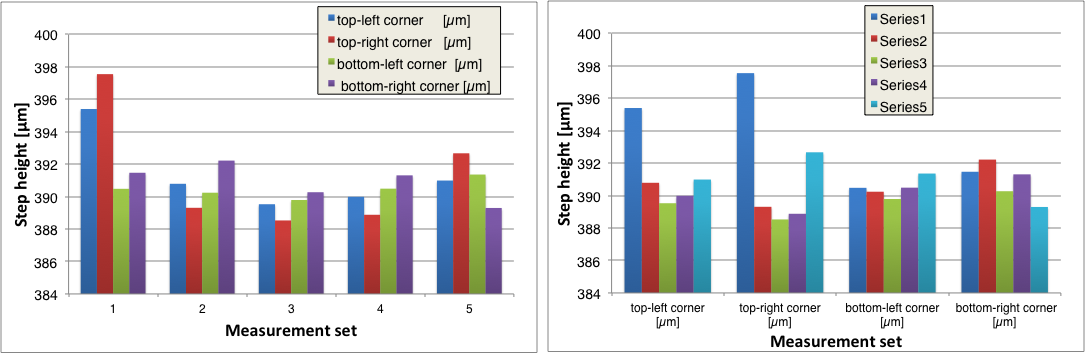 400
398
396
394
392
390
388
386
384
Step height [µm]
top-left corner [µm]
top-right corner [µm]
bottom-left corner [µm]
bottom-right corner [µm]
1 2 3 4 5
Measurement set
400
398
396
394
392
390
388
386
384
Step height [µm]
Series1
Series2
Series3
Series4
Series5
top-left corner top-right corner bottom-left corner bottom-right corner
[µm] [µm] [µm] [µm]
Measurement set